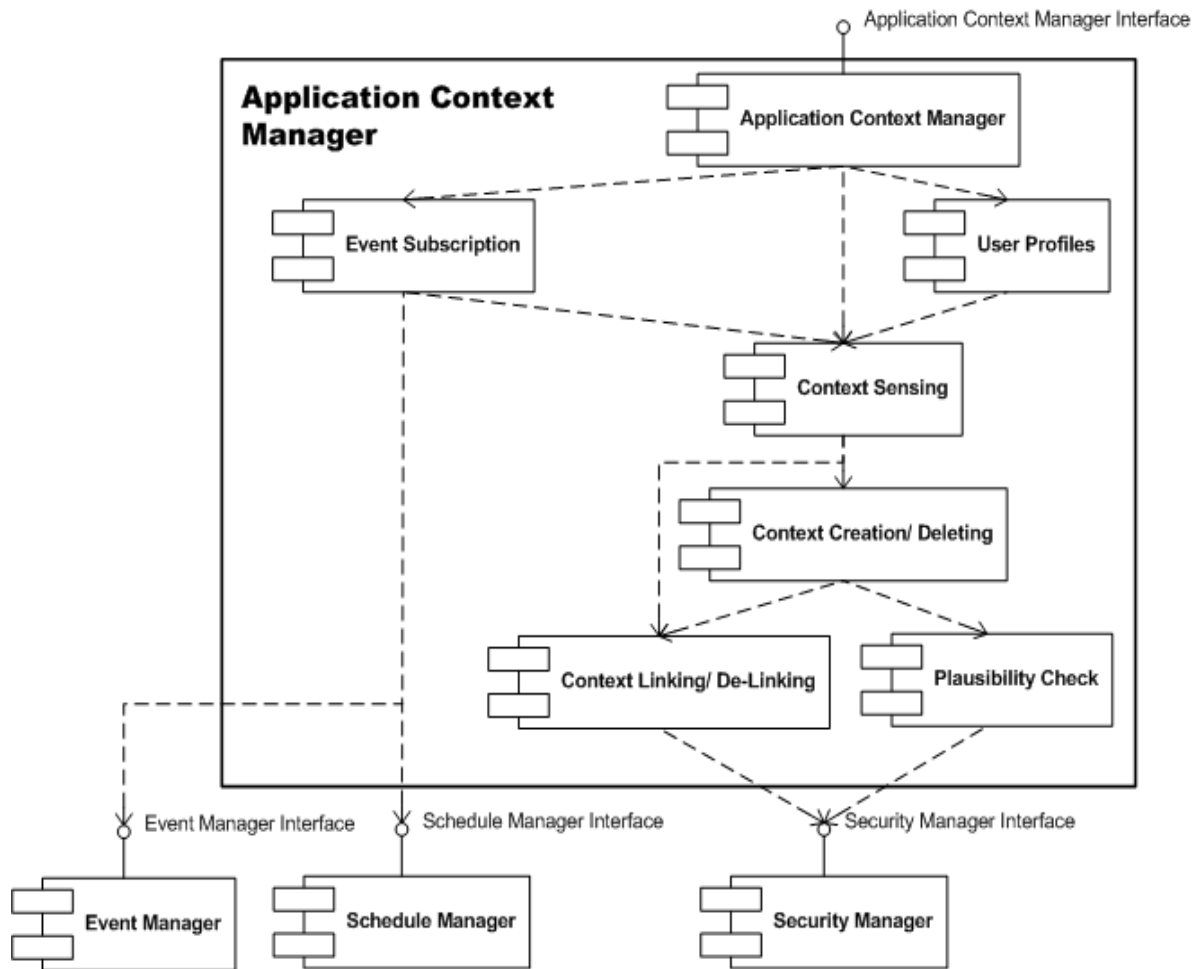 Application Context Manager Interface
Application Context
Manager
Application Context Manager
Event Subscription
User Profiles
Context Sensing
Context Creation/ Deleting
Context Linking/ De-Linking
Plausibility Check
Event Manager Interface
Schedule Manager Interface
Security Manager Interface
Event Manager
Schedule Manager
Security Manager